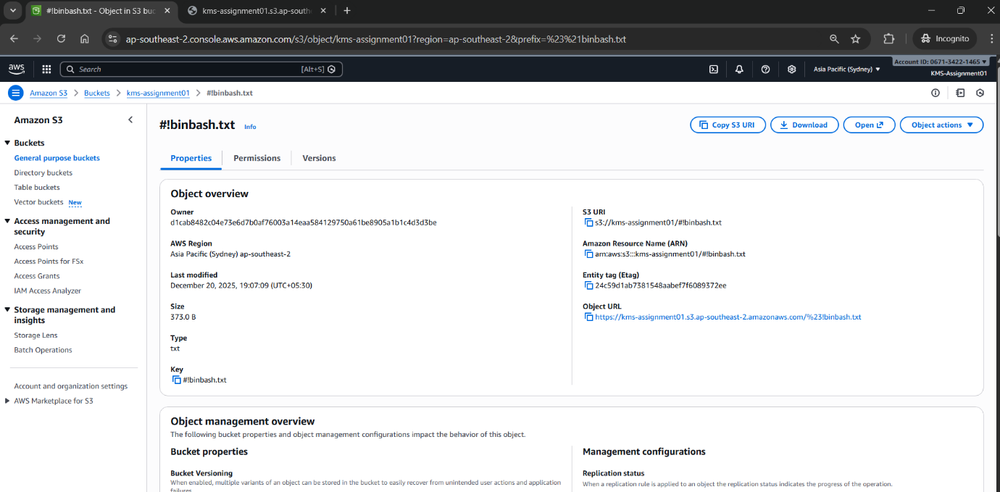 #!binbash.txt - Object in S3 buc
kms-assignment01.s3.ap-south
ap-southeast-2.console.aws.amazon.com/s3/object/kms-assignment01?region=ap-southeast-2&prefix=%23%21binbash.txt
Incognito
aws
Search
[Alt+S]
Asia Pacific (Sydney)
Account ID: 0671-3422-1465
KMS-Assignment01
Amazon S3
Buckets
kms-assignment01
#!binbash.txt
Amazon S3
Buckets
General purpose buckets
Directory buckets
Table buckets
Vector buckets New
Access management and
security
Access Points
Access Points for FSx
Access Grants
IAM Access Analyzer
Storage management and
insights
Storage Lens
Batch Operations
Account and organization settings
AWS Marketplace for S3
#!binbash.txt Info
Copy S3 URI
Download
Open
Object actions
Properties
Permissions
Versions
Object overview
Owner
d1cab8482c04e73e6d7b0af76003a14eaa584129750a61be8905a1b1c4d3d3be
AWS Region
Asia Pacific (Sydney) ap-southeast-2
Last modified
December 20, 2025, 19:07:09 (UTC+05:30)
Size
373.0 B
Type
txt
Key
#!binbash.txt
S3 URI
s3://kms-assignment01/#!binbash.txt
Amazon Resource Name (ARN)
arn:aws:s3:::kms-assignment01/#!binbash.txt
Entity tag (Etag)
24c59d1ab7381548aabef7f6089372ee
Object URL
https://kms-assignment01.s3.ap-southeast-2.amazonaws.com/%23!binbash.txt
Object management overview
The following bucket properties and object management configurations impact the behavior of this object.
Bucket properties
Bucket Versioning
When enabled, multiple variants of an object can be stored in the bucket to easily recover from unintended user actions and application
failures.
Management configurations
Replication status
When a replication rule is applied to an object the replication status indicates the progress of the operation.